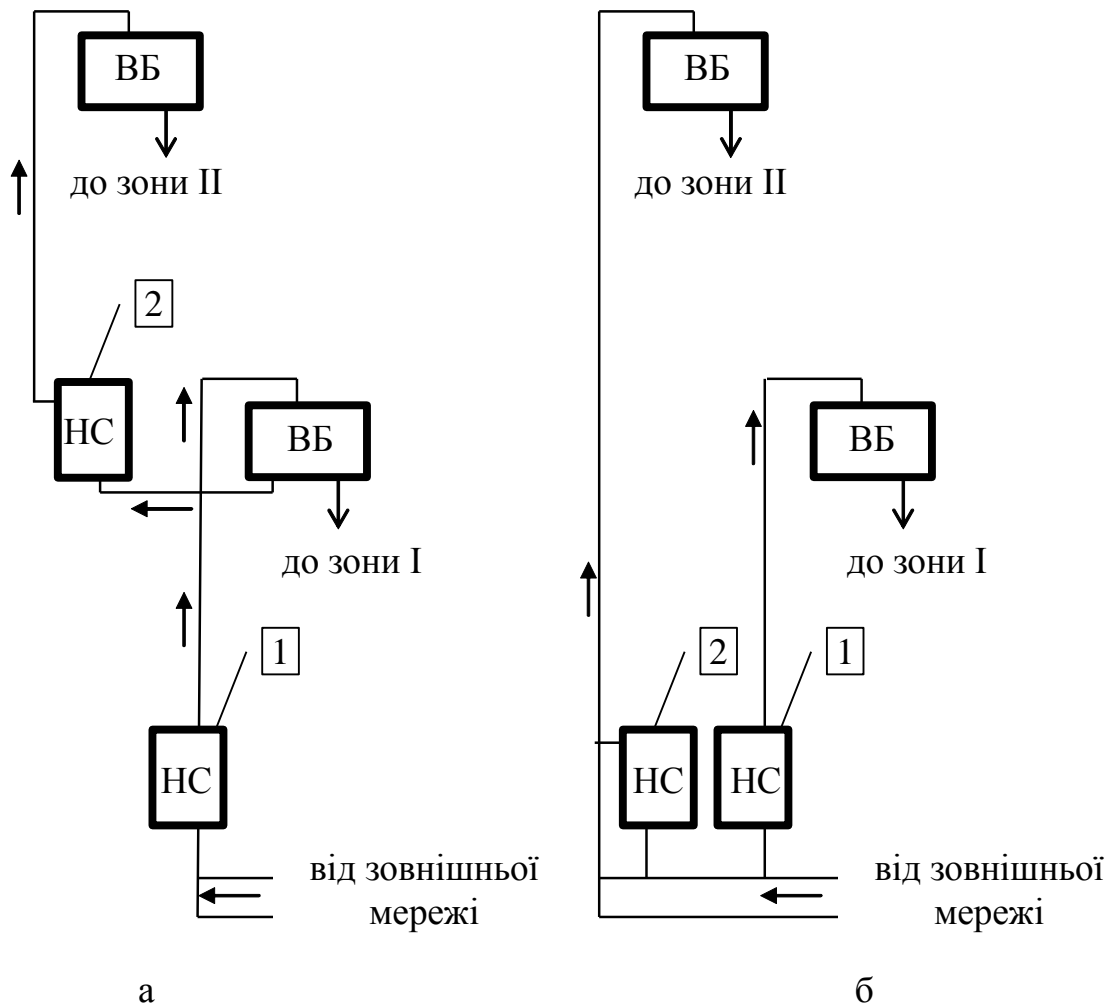 ВБ
до зони II
2
НС
ВБ
до зони I
1
НС
від зовнішньої
мережі
а
ВБ
до зони II
ВБ
до зони I
2
1
НС
НС
від зовнішньої
мережі
б